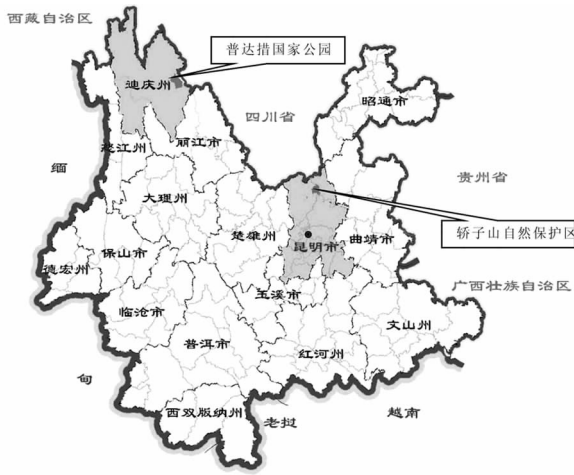 西藏自治区
普达措国家公园
迪庆州
昭通市
四川省
怒江州
丽江市
缅
贵州省
大理州
楚雄州
轿子山自然保护区
昆明市
曲靖市
保山市
德宏州
广西壮族自治区
玉溪市
临沧市
文山州
普洱市
红河州
甸
西双版纳州
老挝
越南